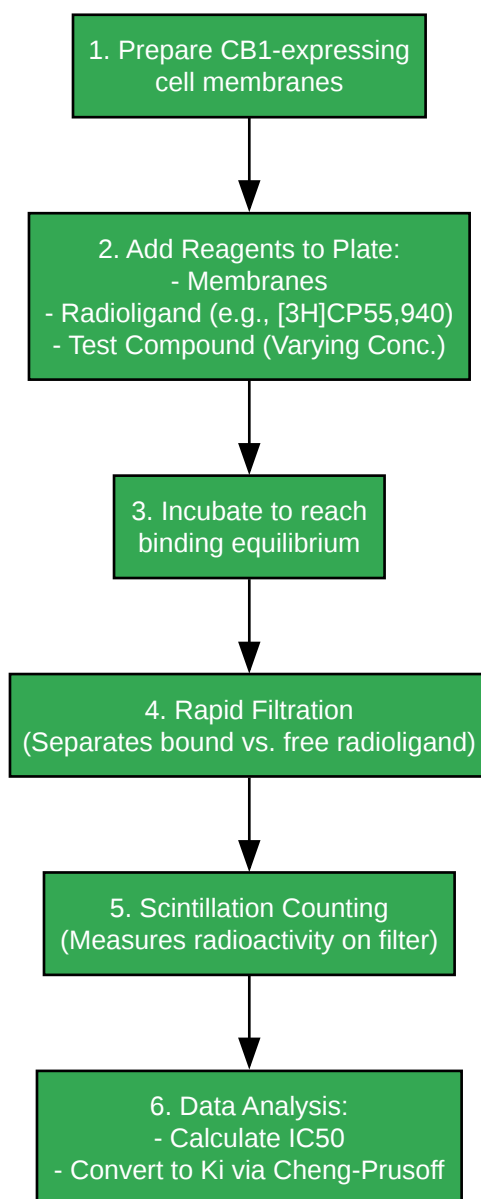 1. Prepare CB1-expressing
cell membranes
2. Add Reagents to Plate:
- Membranes
- Radioligand (e.g., [3H]CP55,940)
- Test Compound (Varying Conc.)
3. Incubate to reach
binding equilibrium
4. Rapid Filtration
(Separates bound vs. free radioligand)
5. Scintillation Counting
(Measures radioactivity on filter)
6. Data Analysis:
- Calculate IC50
- Convert to Ki via Cheng-Prusoff